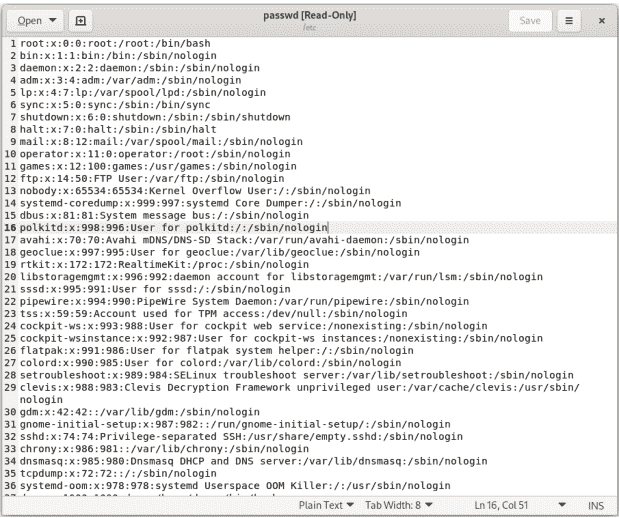 Open
passwd [Read-Only]
/etc
Save
1 root:x:0:0:root:/root:/bin/bash
2 bin:x:1:1:bin:/bin:/sbin/nologin
3 daemon:x:2:2:daemon:/sbin:/sbin/nologin
4 adm:x:3:4:adm:/var/adm:/sbin/nologin
5 lp:x:4:7:lp:/var/spool/lpd:/sbin/nologin
6 sync:x:5:0:sync:/sbin:/bin/sync
7 shutdown:x:6:0:shutdown:/sbin:/sbin/shutdown
8 halt:x:7:0:halt:/sbin:/sbin/halt
9 mail:x:8:12:mail:/var/spool/mail:/sbin/nologin
10 operator:x:11:0:operator:/root:/sbin/nologin
11 games:x:12:100:games:/usr/games:/sbin/nologin
12 ftp:x:14:50:FTP User:/var/ftp:/sbin/nologin
13 nobody:x:65534:65534:Kernel Overflow User:/:/sbin/nologin
14 systemd-coredump:x:999:997:systemd Core Dumper:/:/sbin/nologin
15 dbus:x:81:81:System message bus:/:/sbin/nologin
16 polkitd:x:998:996:User for polkitd:/:/sbin/nologin
17 avahi:x:70:70:Avahi mDNS/DNS-SD Stack:/var/run/avahi-daemon:/sbin/nologin
18 geoclue:x:997:995:User for geoclue:/var/lib/geoclue:/sbin/nologin
19 rtkit:x:172:172:RealtimeKit:/proc:/sbin/nologin
20 libstoragemgmt:x:996:992:daemon account for libstoragemgmt:/var/run/lsm:/sbin/nologin
21 sssd:x:995:991:User for sssd:/:/sbin/nologin
22 pipewire:x:994:990:PipeWire System Daemon:/var/run/pipewire:/sbin/nologin
23 tss:x:59:59:Account used for TPM access:/dev/null:/sbin/nologin
24 cockpit-ws:x:993:988:User for cockpit web service:/nonexisting:/sbin/nologin
25 cockpit-wsinstance:x:992:987:User for cockpit-ws instances:/nonexisting:/sbin/nologin
26 flatpak:x:991:986:User for flatpak system helper:/:/sbin/nologin
27 colord:x:990:985:User for colord:/var/lib/colord:/sbin/nologin
28 setroubleshoot:x:989:984:SELinux troubleshoot server:/var/lib/setroubleshoot:/sbin/nologin
29 clevis:x:988:983:Clevis Decryption Framework unprivileged user:/var/cache/clevis:/usr/sbin/
nologin
30 gdm:x:42:42::/var/lib/gdm:/sbin/nologin
31 gnome-initial-setup:x:987:982::/run/gnome-initial-setup/:/sbin/nologin
32 sshd:x:74:74:Privilege-separated SSH:/usr/share/empty.sshd:/sbin/nologin
33 chrony:x:986:981::/var/lib/chrony:/sbin/nologin
34 dnsmasq:x:985:980:Dnsmasq DHCP and DNS server:/var/lib/dnsmasq:/sbin/nologin
35 tcpdump:x:72:72::/:/sbin/nologin
36 systemd-oom:x:978:978:systemd Userspace OOM Killer:/:/usr/sbin/nologin
Plain Text Tab Width: 8 Ln 16, Col 51 INS